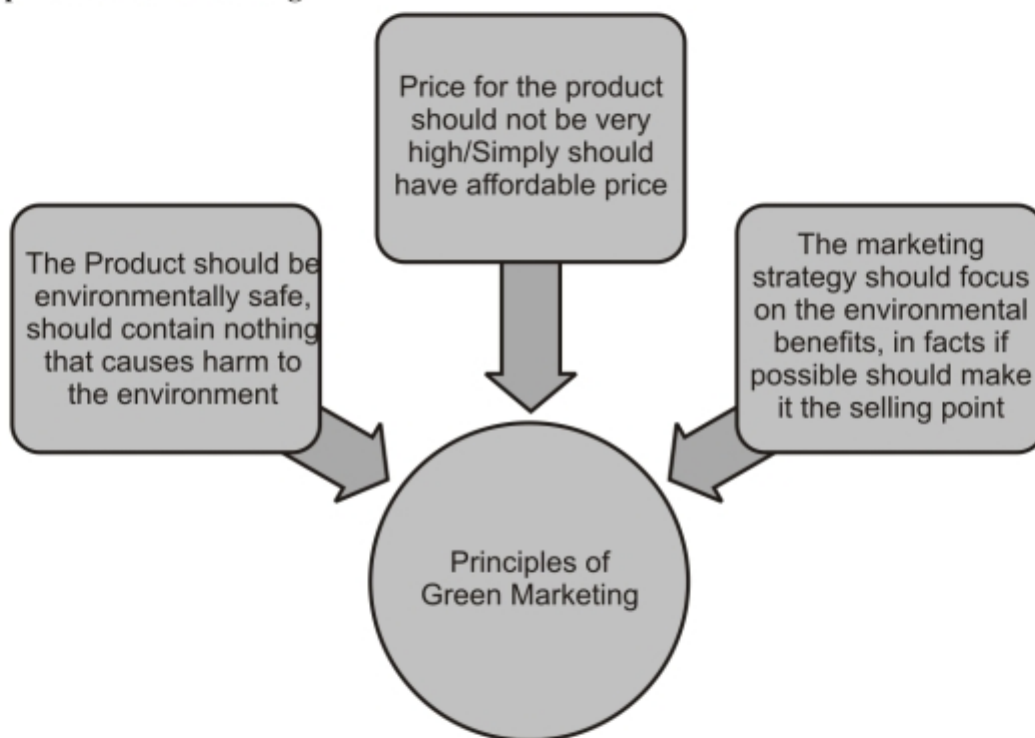 Price for the product
should not be very
high/Simply should
have affordable price
The Product should be
environmentally safe,
should contain nothing
that causes harm to
the environment
The marketing
strategy should focus
on the environmental
benefits, in facts if
possible should make
it the selling point
Principles of
Green Marketing